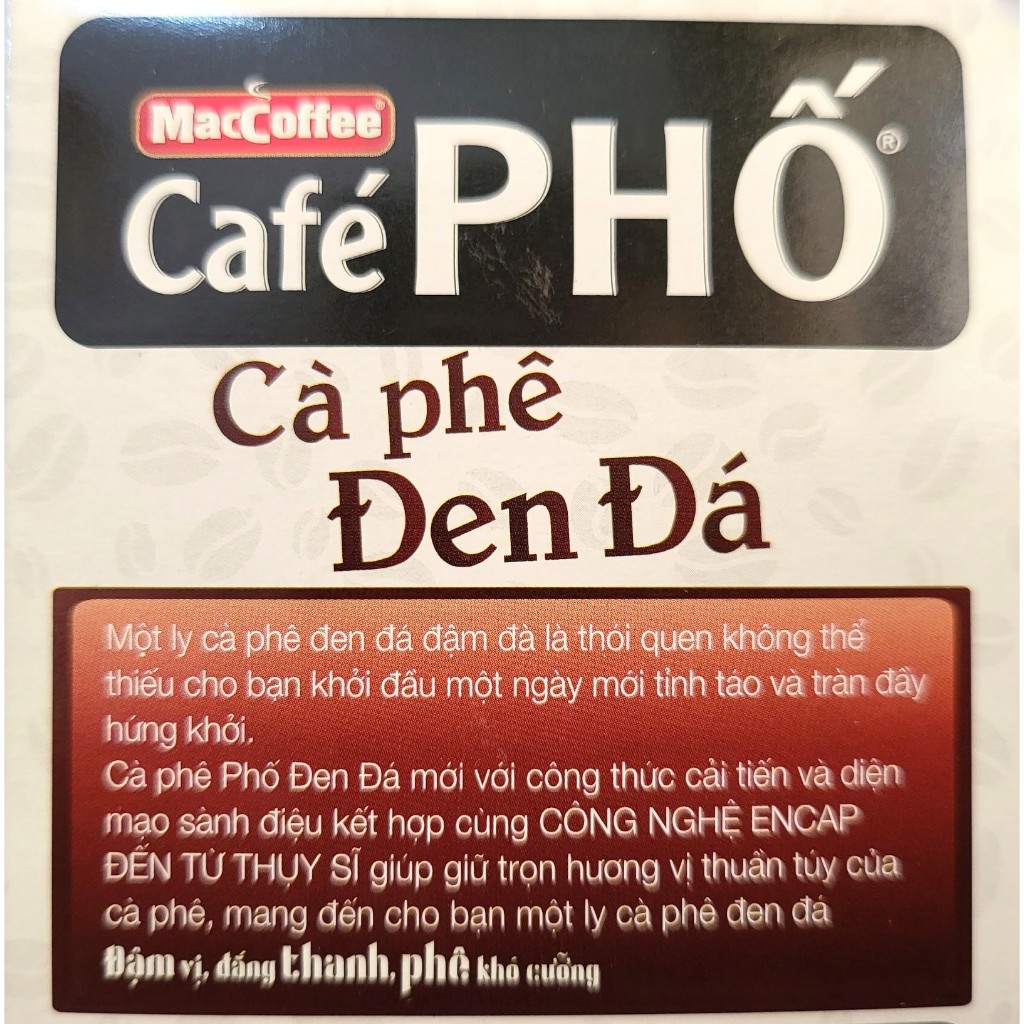 MacCoffee®
Café PHỐ®
Cà phê
Đen Đá
Một ly cà phê đen đá đậm đà là thói quen không thể
thiếu cho bạn khởi đầu một ngày mới tỉnh táo và tràn đầy
hứng khởi.
Cà phê Phố Đen Đá mới với công thức cải tiến và diện
mạo sành điệu kết hợp cùng CÔNG NGHỆ ENCAP
ĐẾN TỪ THỤY SĨ giúp giữ trọn hương vị thuần túy của
cà phê, mang đến cho bạn một ly cà phê đen đá
Đậm vị, đắng thanh, phê khó cưỡng